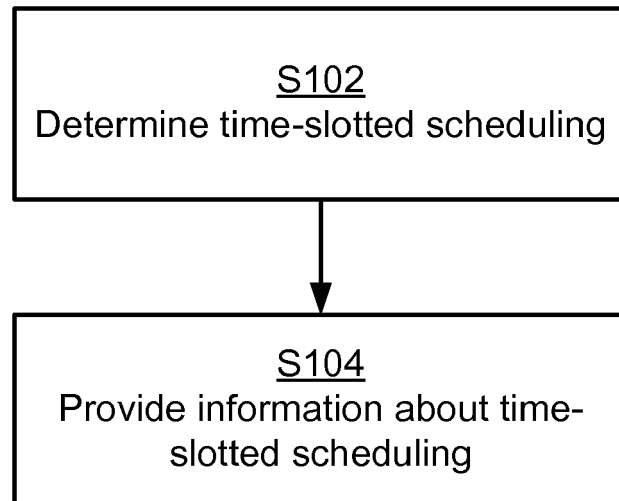 S102
Determine time-slotted scheduling
S104
Provide information about time-
slotted scheduling